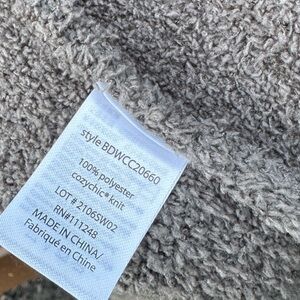 style BDWCC20660
100% polyester
cozychic® knit
LOT # 2106SW02
RN#111248
MADE IN CHINA/
Fabriqué en Chine